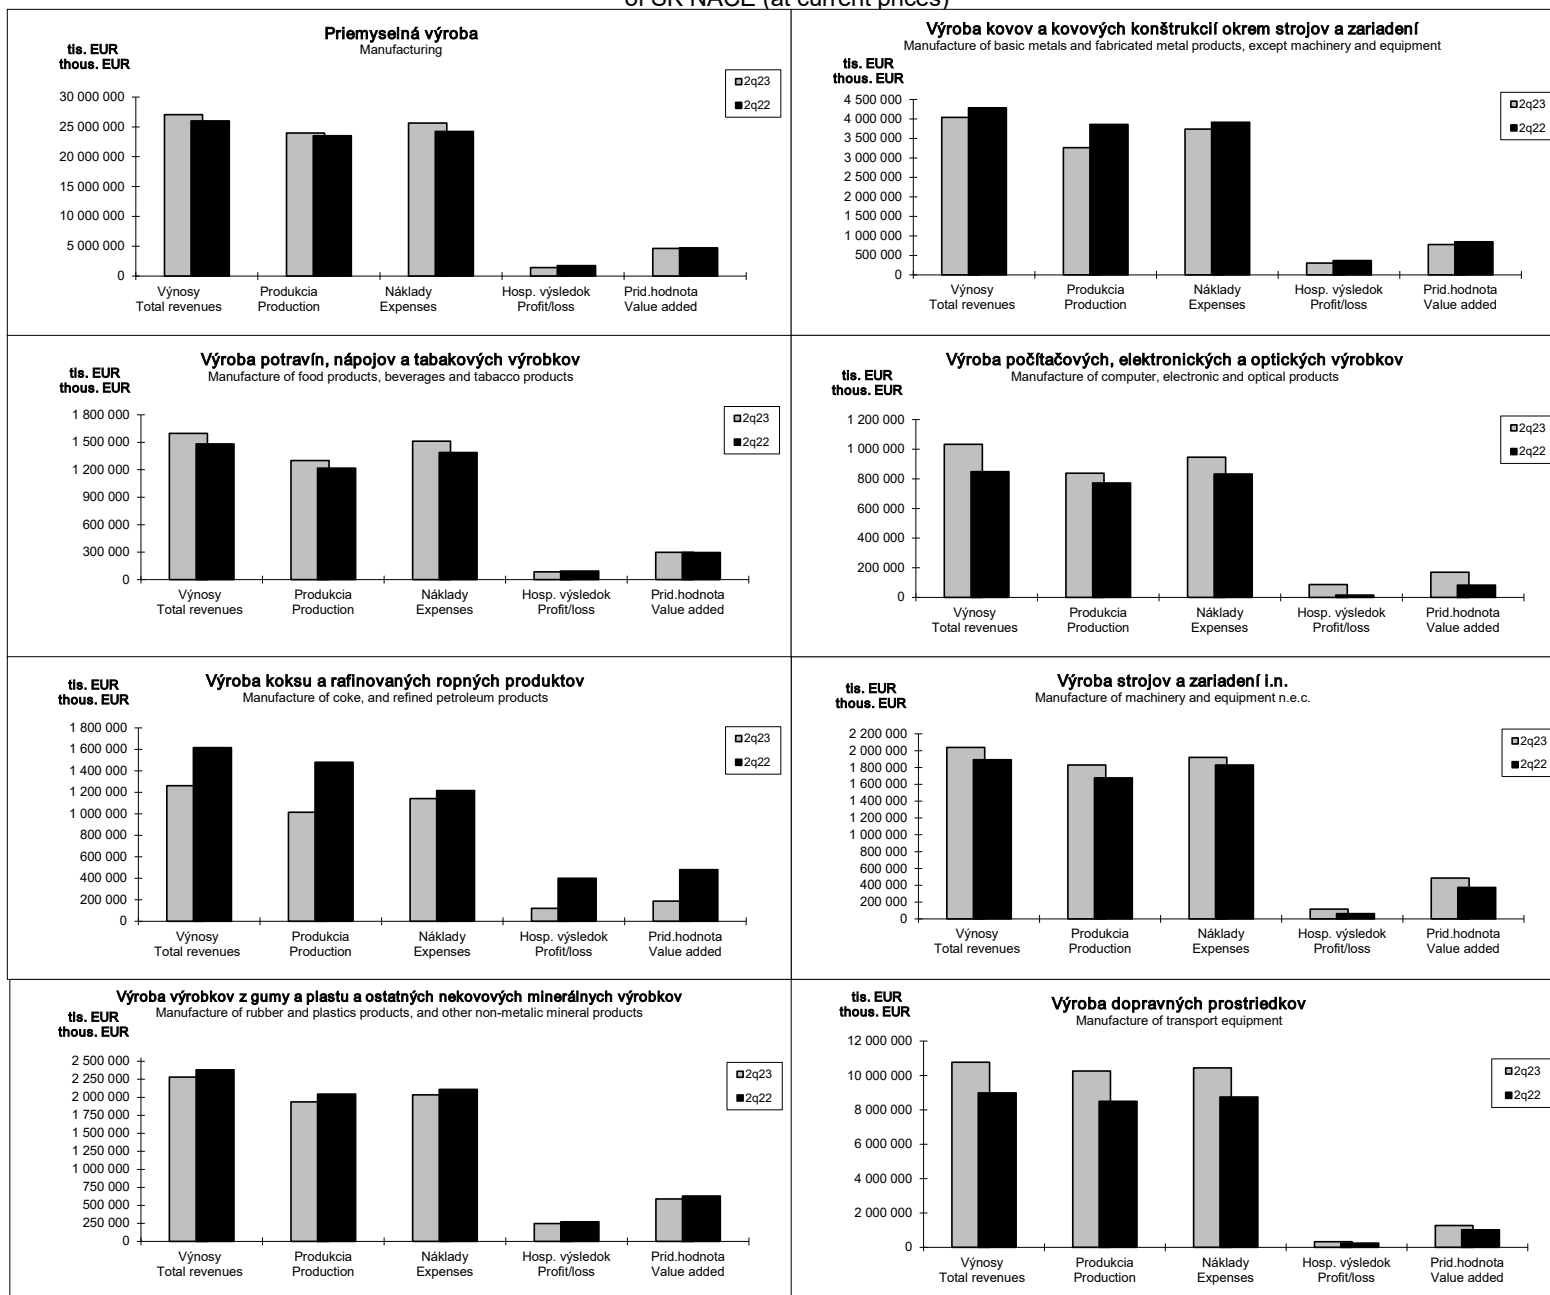 of SK NACE (at current prices)
Priemyselná výroba
Manufacturing
tis. EUR
thous. EUR
2q23
2q22
30 000 000
25 000 000
20 000 000
15 000 000
10 000 000
5 000 000
0
Výnosy
Total revenues
Produkcia
Production
Náklady
Expenses
Hosp. výsledok
Profit/loss
Prid.hodnota
Value added
Výroba kovov a kovových konštrukcií okrem strojov a zariadení
Manufacture of basic metals and fabricated metal products, except machinery and equipment
tis. EUR
thous. EUR
2q23
2q22
4 500 000
4 000 000
3 500 000
3 000 000
2 500 000
2 000 000
1 500 000
1 000 000
500 000
0
Výnosy
Total revenues
Produkcia
Production
Náklady
Expenses
Hosp. výsledok
Profit/loss
Prid.hodnota
Value added
Výroba potravín, nápojov a tabakových výrobkov
Manufacture of food products, beverages and tabacco products
tis. EUR
thous. EUR
2q23
2q22
1 800 000
1 500 000
1 200 000
900 000
600 000
300 000
0
Výnosy
Total revenues
Produkcia
Production
Náklady
Expenses
Hosp. výsledok
Profit/loss
Prid.hodnota
Value added
Výroba počítačových, elektronických a optických výrobkov
Manufacture of computer, electronic and optical products
tis. EUR
thous. EUR
2q23
2q22
1 200 000
1 000 000
800 000
600 000
400 000
200 000
0
Výnosy
Total revenues
Produkcia
Production
Náklady
Expenses
Hosp. výsledok
Profit/loss
Prid.hodnota
Value added
Výroba koksu a rafinovaných ropných produktov
Manufacture of coke, and refined petroleum products
tis. EUR
thous. EUR
2q23
2q22
1 800 000
1 600 000
1 400 000
1 200 000
1 000 000
800 000
600 000
400 000
200 000
0
Výnosy
Total revenues
Produkcia
Production
Náklady
Expenses
Hosp. výsledok
Profit/loss
Prid.hodnota
Value added
Výroba strojov a zariadení i.n.
Manufacture of machinery and equipment n.e.c.
tis. EUR
thous. EUR
2q23
2q22
2 200 000
2 000 000
1 800 000
1 600 000
1 400 000
1 200 000
1 000 000
800 000
600 000
400 000
200 000
0
Výnosy
Total revenues
Produkcia
Production
Náklady
Expenses
Hosp. výsledok
Profit/loss
Prid.hodnota
Value added
Výroba výrobkov z gumy a plastu a ostatných nekovových minerálnych výrobkov
Manufacture of rubber and plastics products, and other non-metalic mineral products
tis. EUR
thous. EUR
2q23
2q22
2 500 000
2 250 000
2 000 000
1 750 000
1 500 000
1 250 000
1 000 000
750 000
500 000
250 000
0
Výnosy
Total revenues
Produkcia
Production
Náklady
Expenses
Hosp. výsledok
Profit/loss
Prid.hodnota
Value added
Výroba dopravných prostriedkov
Manufacture of transport equipment
tis. EUR
thous. EUR
2q23
2q22
12 000 000
10 000 000
8 000 000
6 000 000
4 000 000
2 000 000
0
Výnosy
Total revenues
Produkcia
Production
Náklady
Expenses
Hosp. výsledok
Profit/loss
Prid.hodnota
Value added